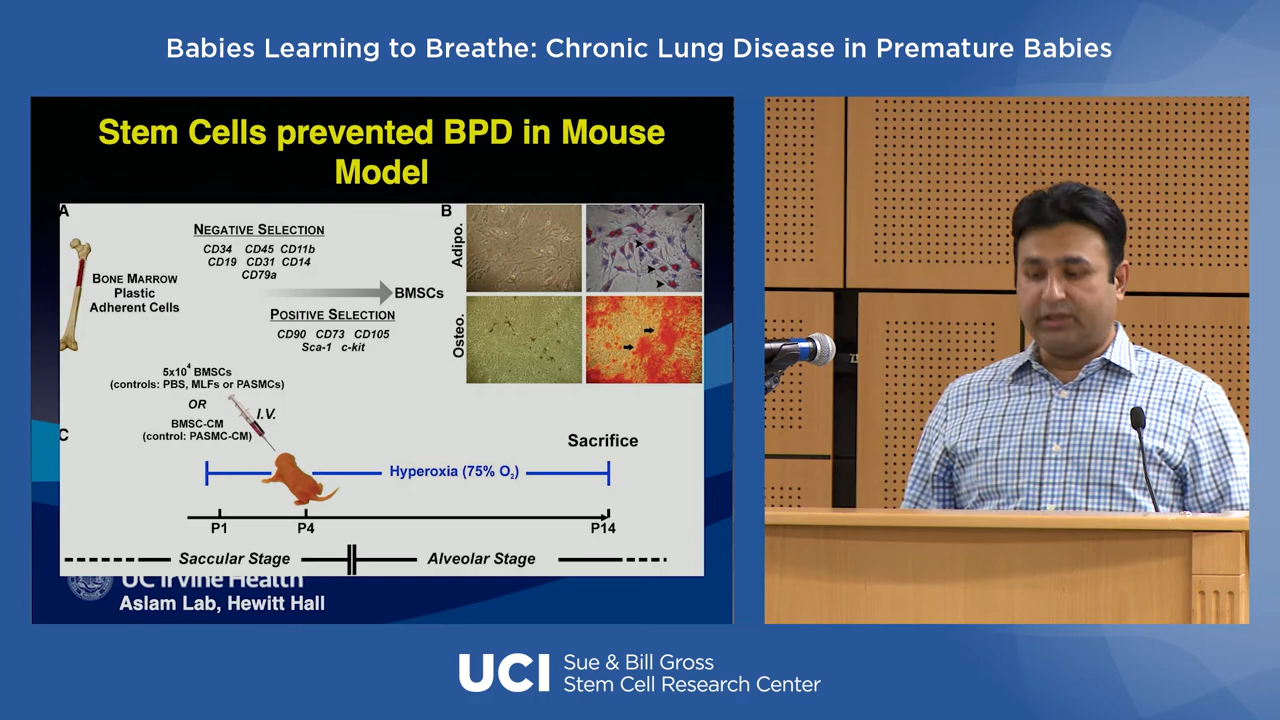 Babies Learning to Breathe: Chronic Lung Disease in Premature Babies
Stem Cells prevented BPD in Mouse
Model
A
NEGATIVE SELECTION
CD34 CD45 CD11b
CD19 CD31 CD14
CD79a
BONE MARROW
Plastic
Adherent Cells
BMSCs
POSITIVE SELECTION
CD90 CD73 CD105
Sca-1 c-kit
B
Adipo.
Osteo.
5x10⁴ BMSCs
(controls: PBS, MLFs or PASMCs)
OR
I.V.
BMSC-CM
(control: PASMC-CM)
C
Sacrifice
Hyperoxia (75% O₂)
P1 P4 P14
Saccular Stage Alveolar Stage
UC Irvine Health
Aslam Lab, Hewitt Hall
UCI Sue & Bill Gross
Stem Cell Research Center